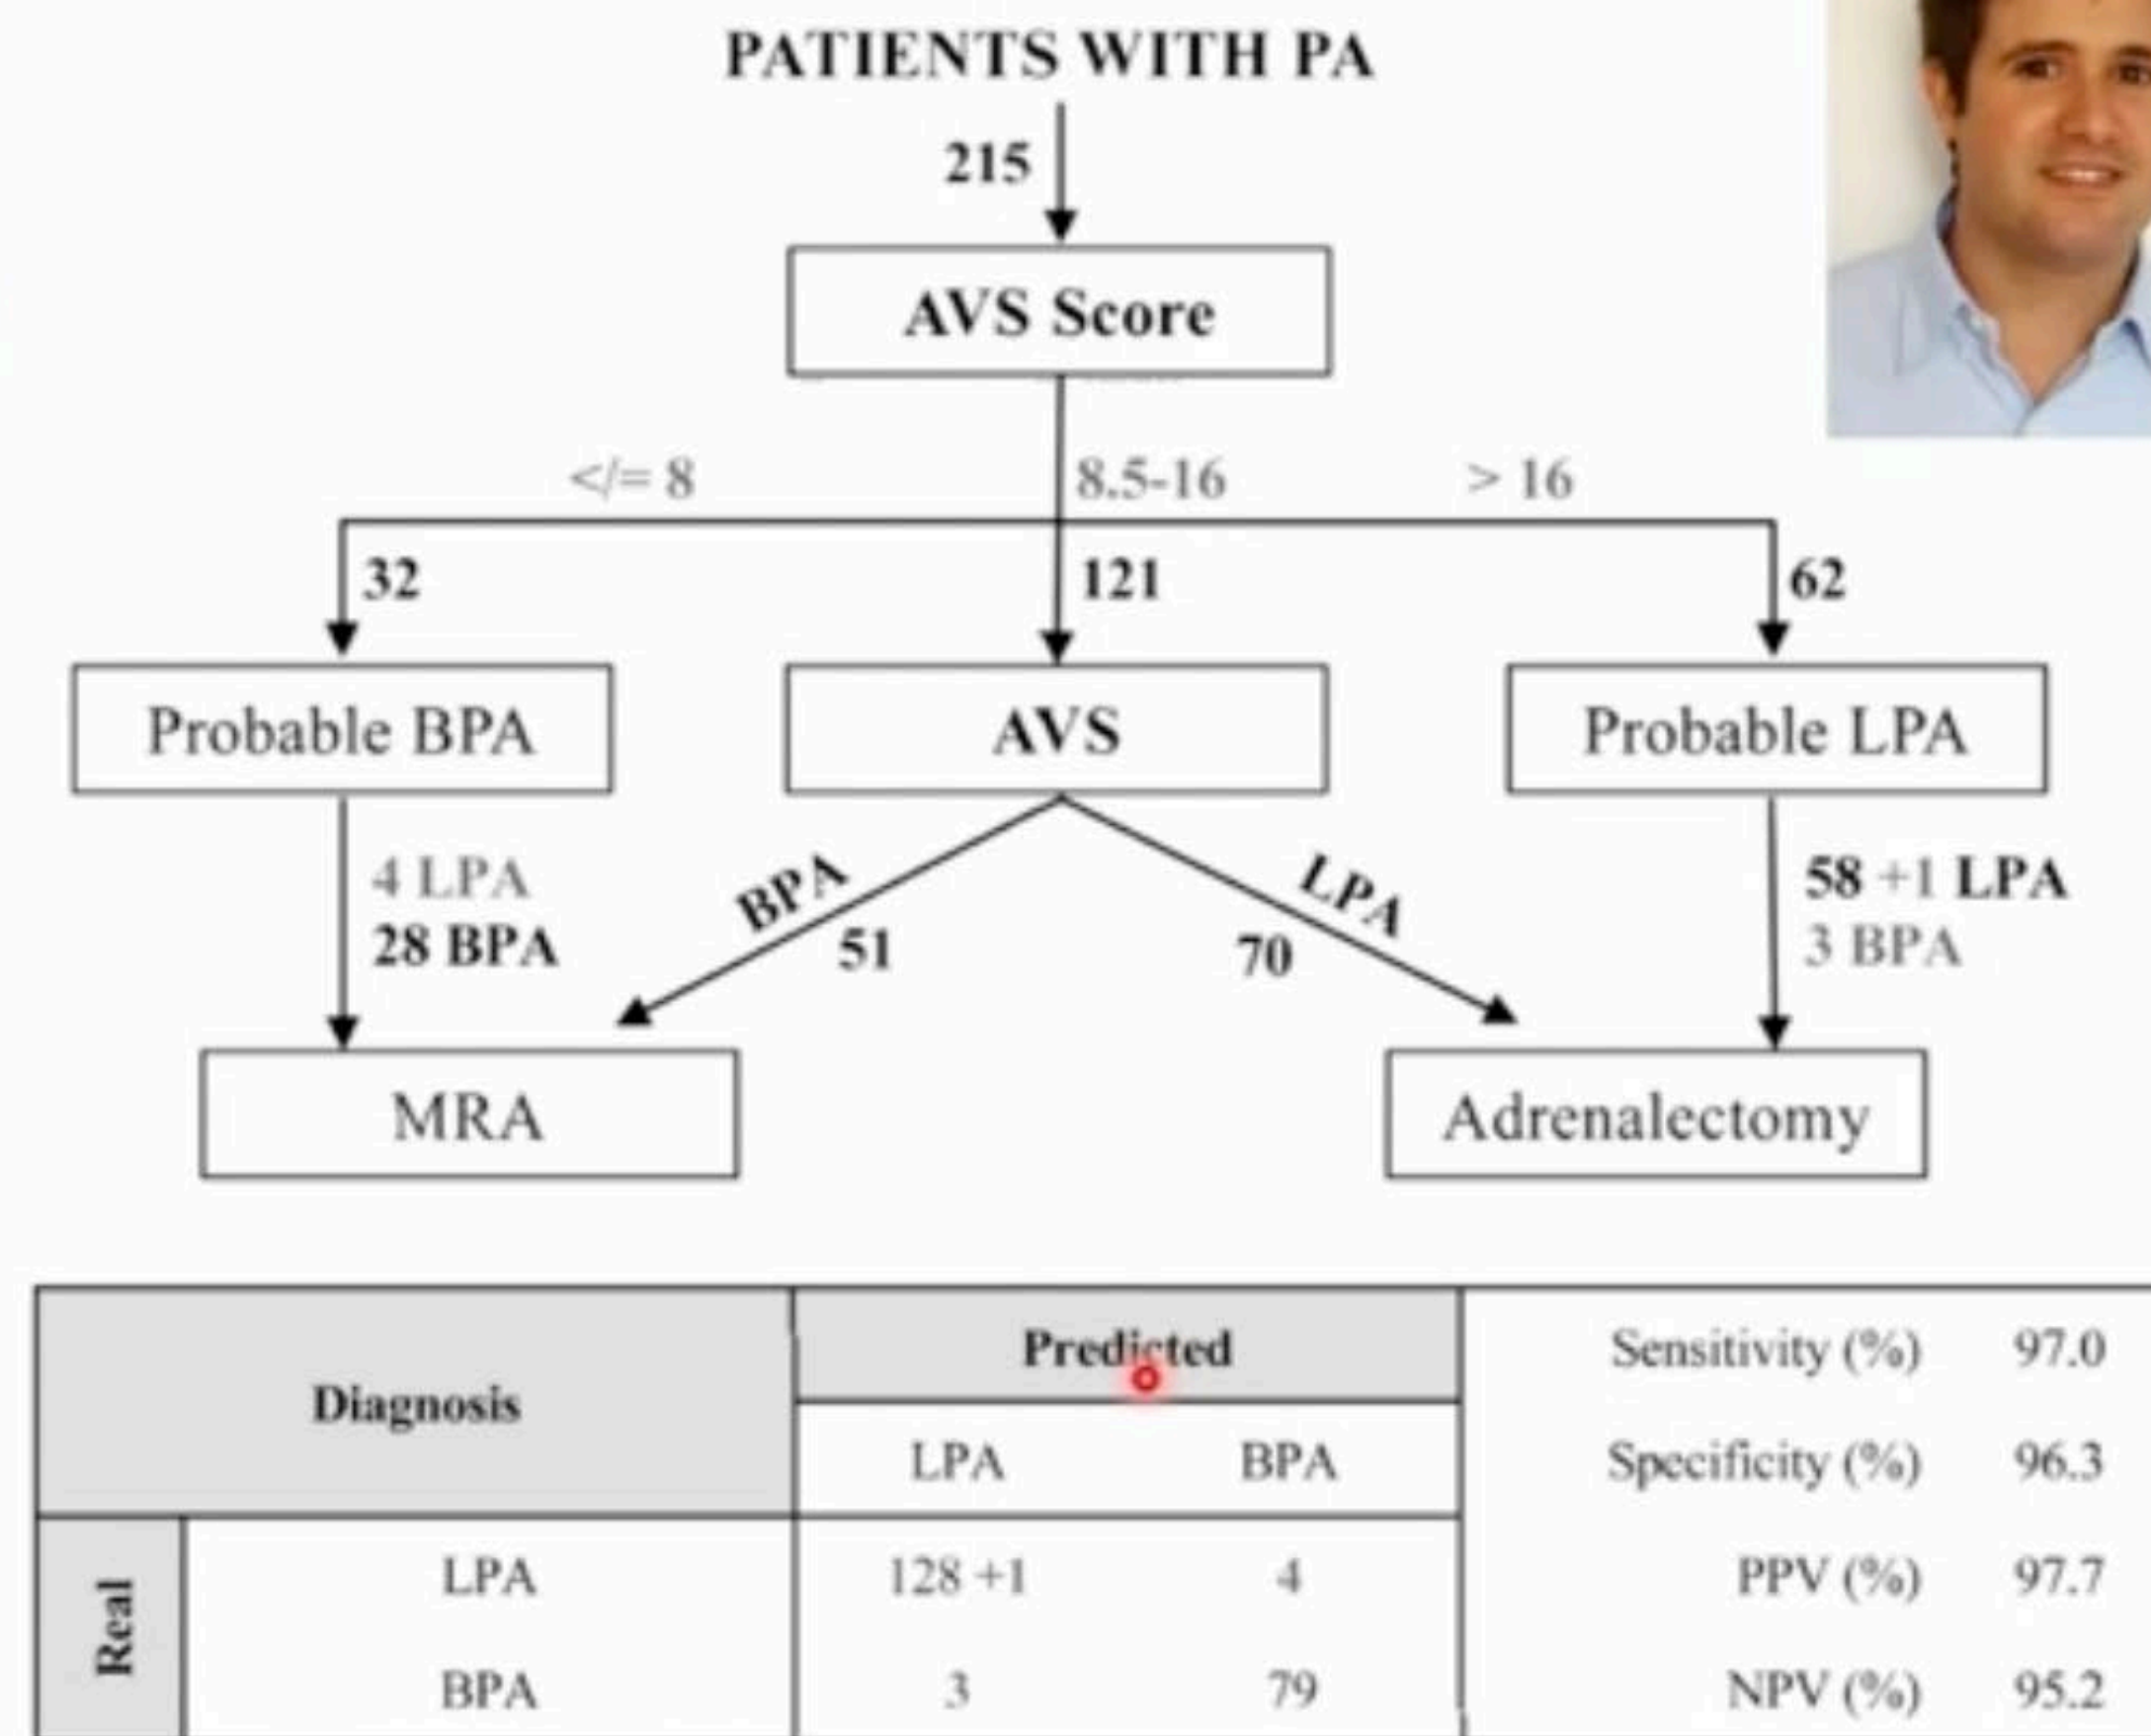 PATIENTS WITH PA
215
AVS Score
</= 8
8.5-16
> 16
32
121
62
Probable BPA
AVS
Probable LPA
4 LPA
28 BPA
BPA
51
LPA
70
58 +1 LPA
3 BPA
MRA
Adrenalectomy
Diagnosis
Predicted
LPA
BPA
Sensitivity (%) 97.0
Specificity (%) 96.3
Real
LPA
128 +1
4
PPV (%) 97.7
BPA
3
79
NPV (%) 95.2